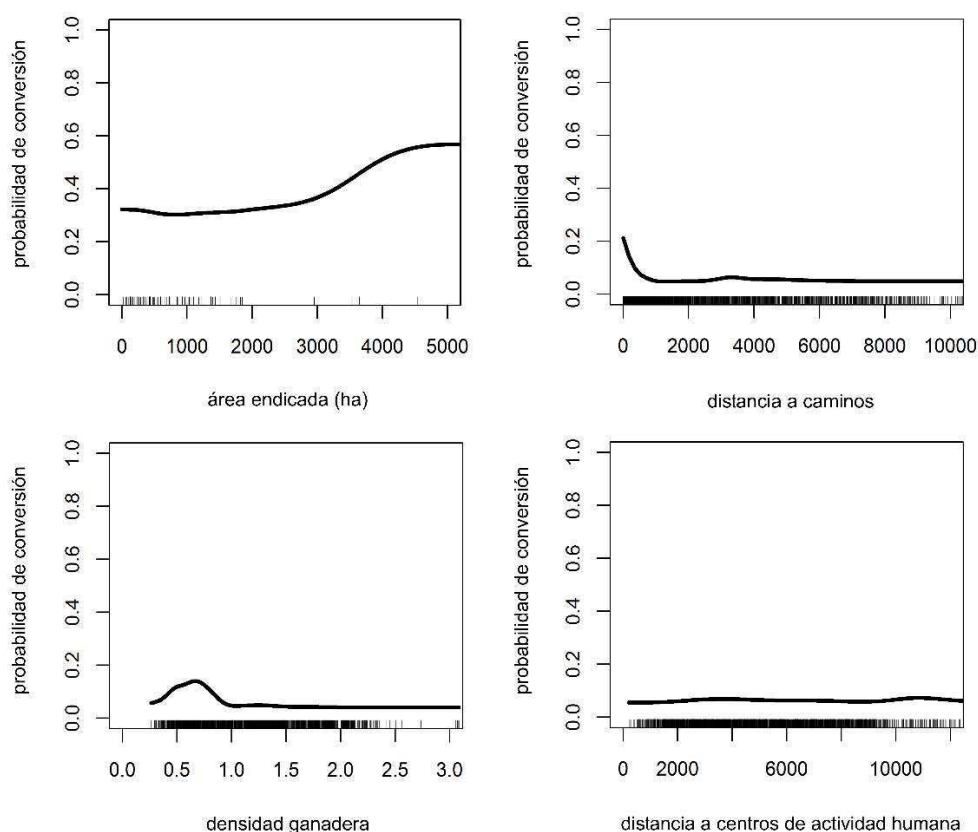 probabilidad de conversión
0.0 0.2 0.4 0.6 0.8 1.0
0 1000 2000 3000 4000 5000
área endicada (ha)
probabilidad de conversión
0.0 0.2 0.4 0.6 0.8 1.0
0 2000 4000 6000 8000 10000
distancia a caminos
probabilidad de conversión
0.0 0.2 0.4 0.6 0.8 1.0
0.0 0.5 1.0 1.5 2.0 2.5 3.0
densidad ganadera
probabilidad de conversión
0.0 0.2 0.4 0.6 0.8 1.0
0 2000 6000 10000
distancia a centros de actividad humana